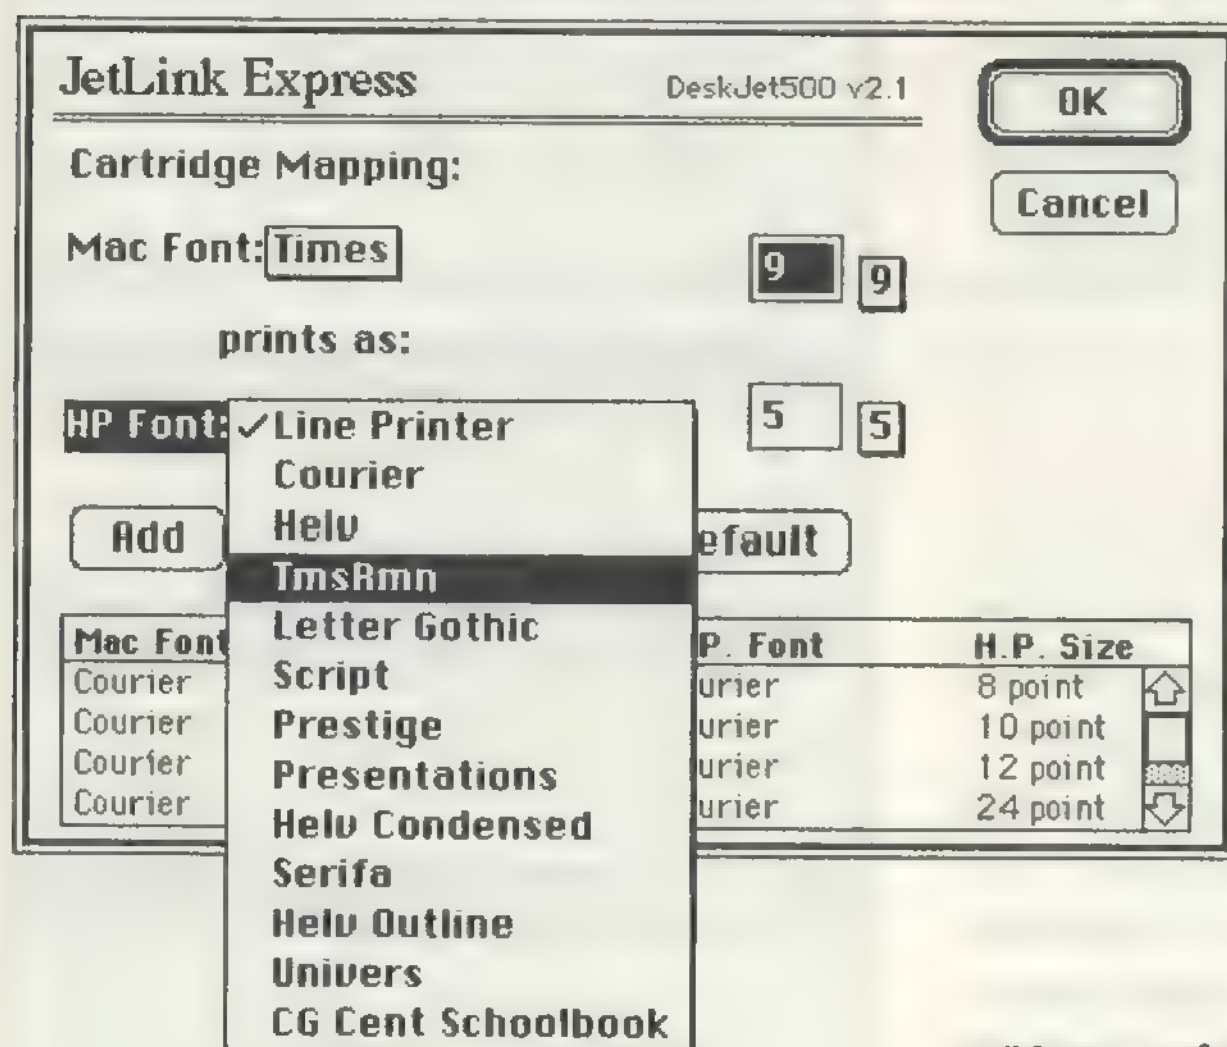 JetLink Express
DeskJet500 v2.1
OK
Cartridge Mapping:
Cancel
Mac Font: Times
9
9
prints as:
HP Font: ✓Line Printer
5
5
Courier
Helv
Add
efault
TmsRmn
Letter Gothic
Mac Font
P. Font
H.P. Size
Script
Courier
urier
8 point
Prestige
Courier
urier
10 point
Presentations
Courier
urier
12 point
Helv Condensed
Courier
urier
24 point
Serifa
Helv Outline
Univers
CG Cent Schoolbook